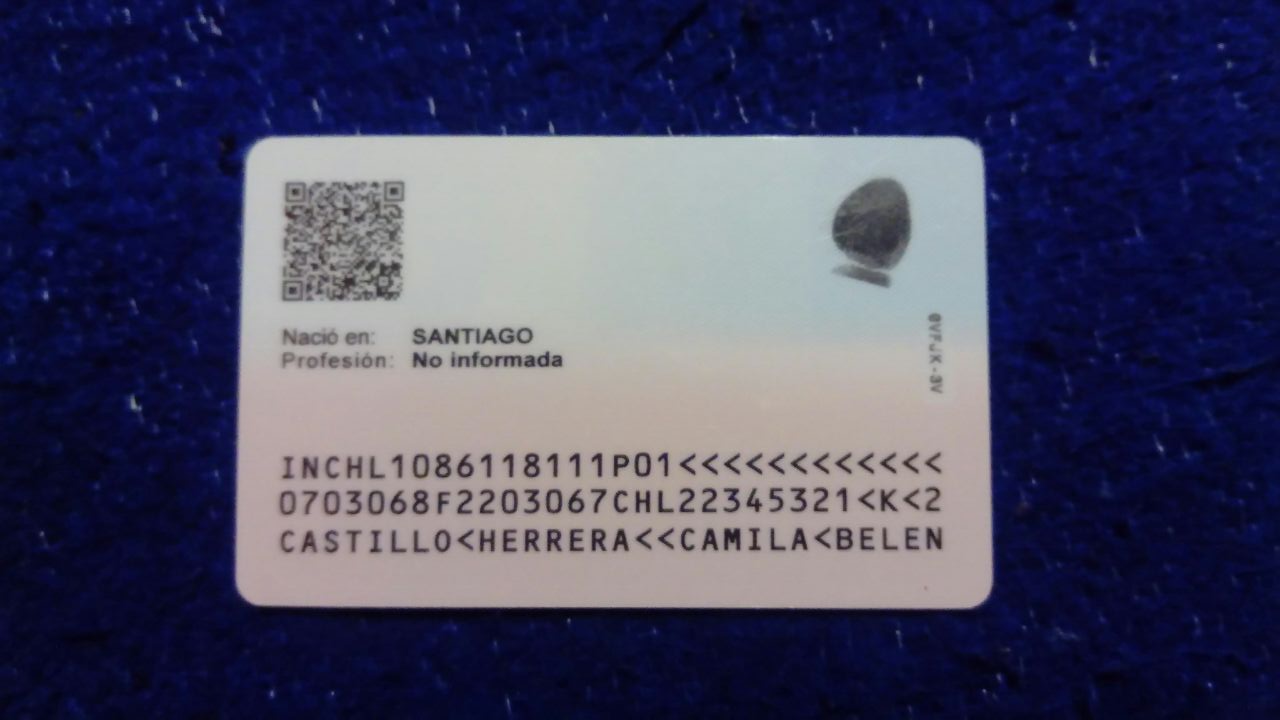 Nació en: SANTIAGO
Profesión: No informada
INCHL1086118111P01<<<<<<<<<<<<
0703068F2203067CHL22345321<K<2
CASTILLO<HERRERA<<CAMILA<BELEN